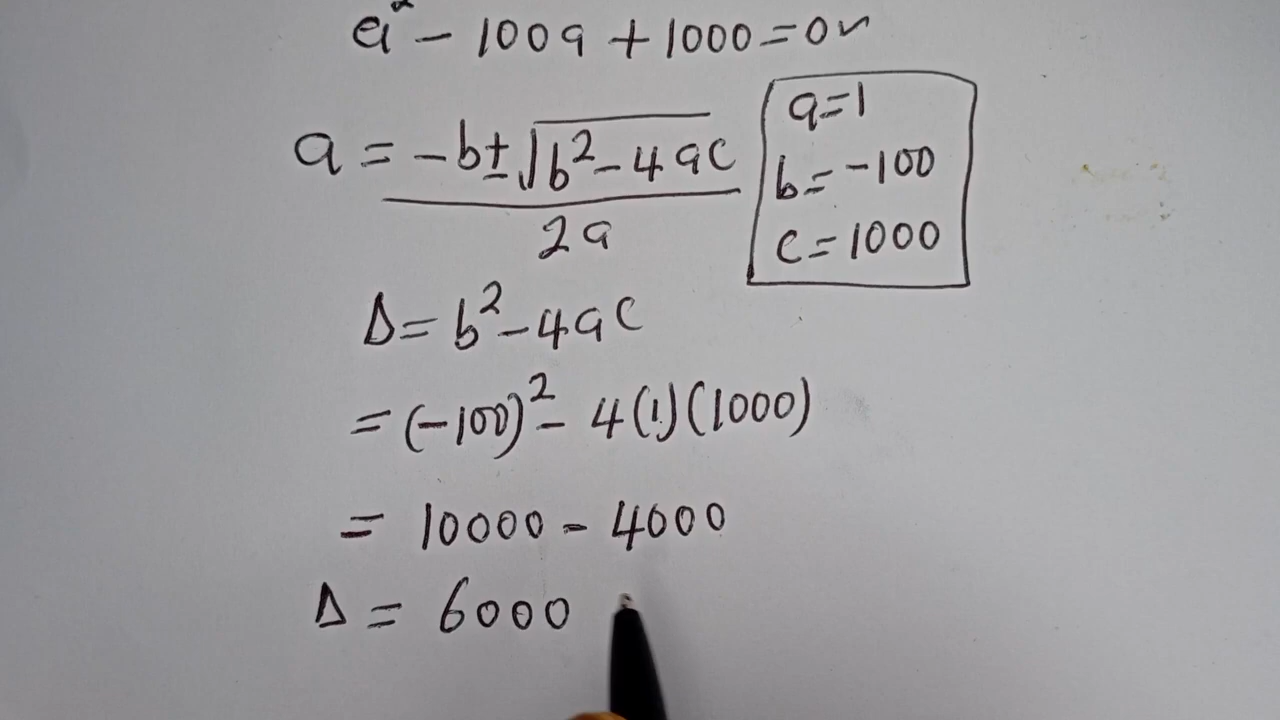 a² - 100a + 1000 = 0 ✓
a = -b ± √b² - 4ac
2a
a = 1
b = -100
c = 1000
Δ = b² - 4ac
= (-100)² - 4(1)(1000)
= 10000 - 4000
Δ = 6000